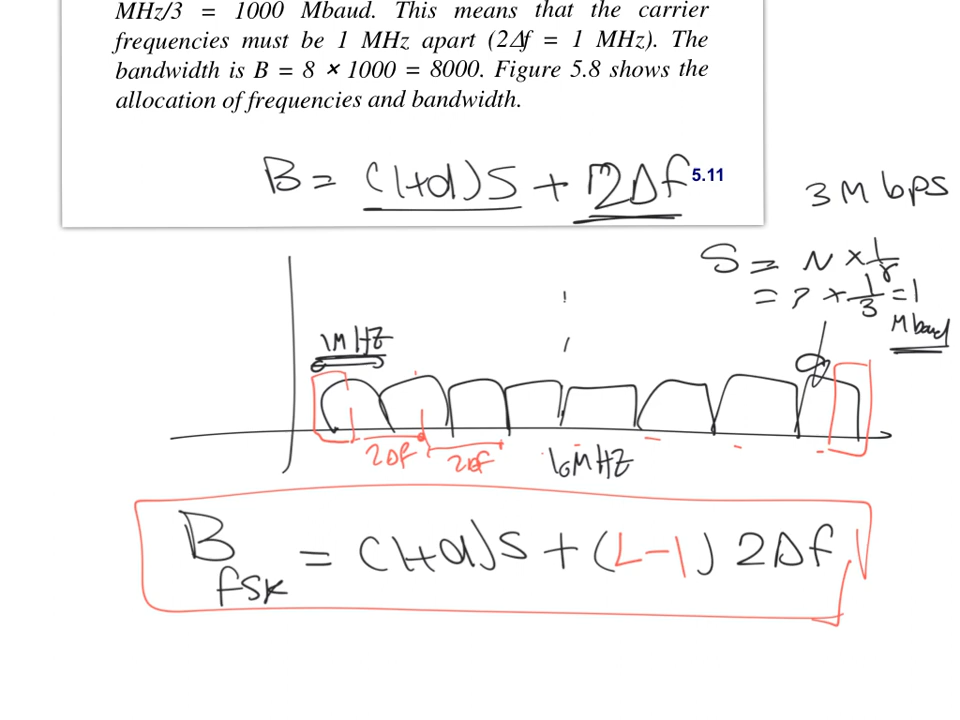 MHz/3 = 1000 Mbaud. This means that the carrier
frequencies must be 1 MHz apart (2Δf = 1 MHz). The
bandwidth is B = 8 × 1000 = 8000. Figure 5.8 shows the
allocation of frequencies and bandwidth.
B = (1+d)S + 2Δf
5.11
3 M bps
S = N × 1/r
= ? × 1/3 = 1
M baud
1M HZ
2Δf 2Δf 10MHZ
B FSK = (1+d)S + (L-1) 2Δf